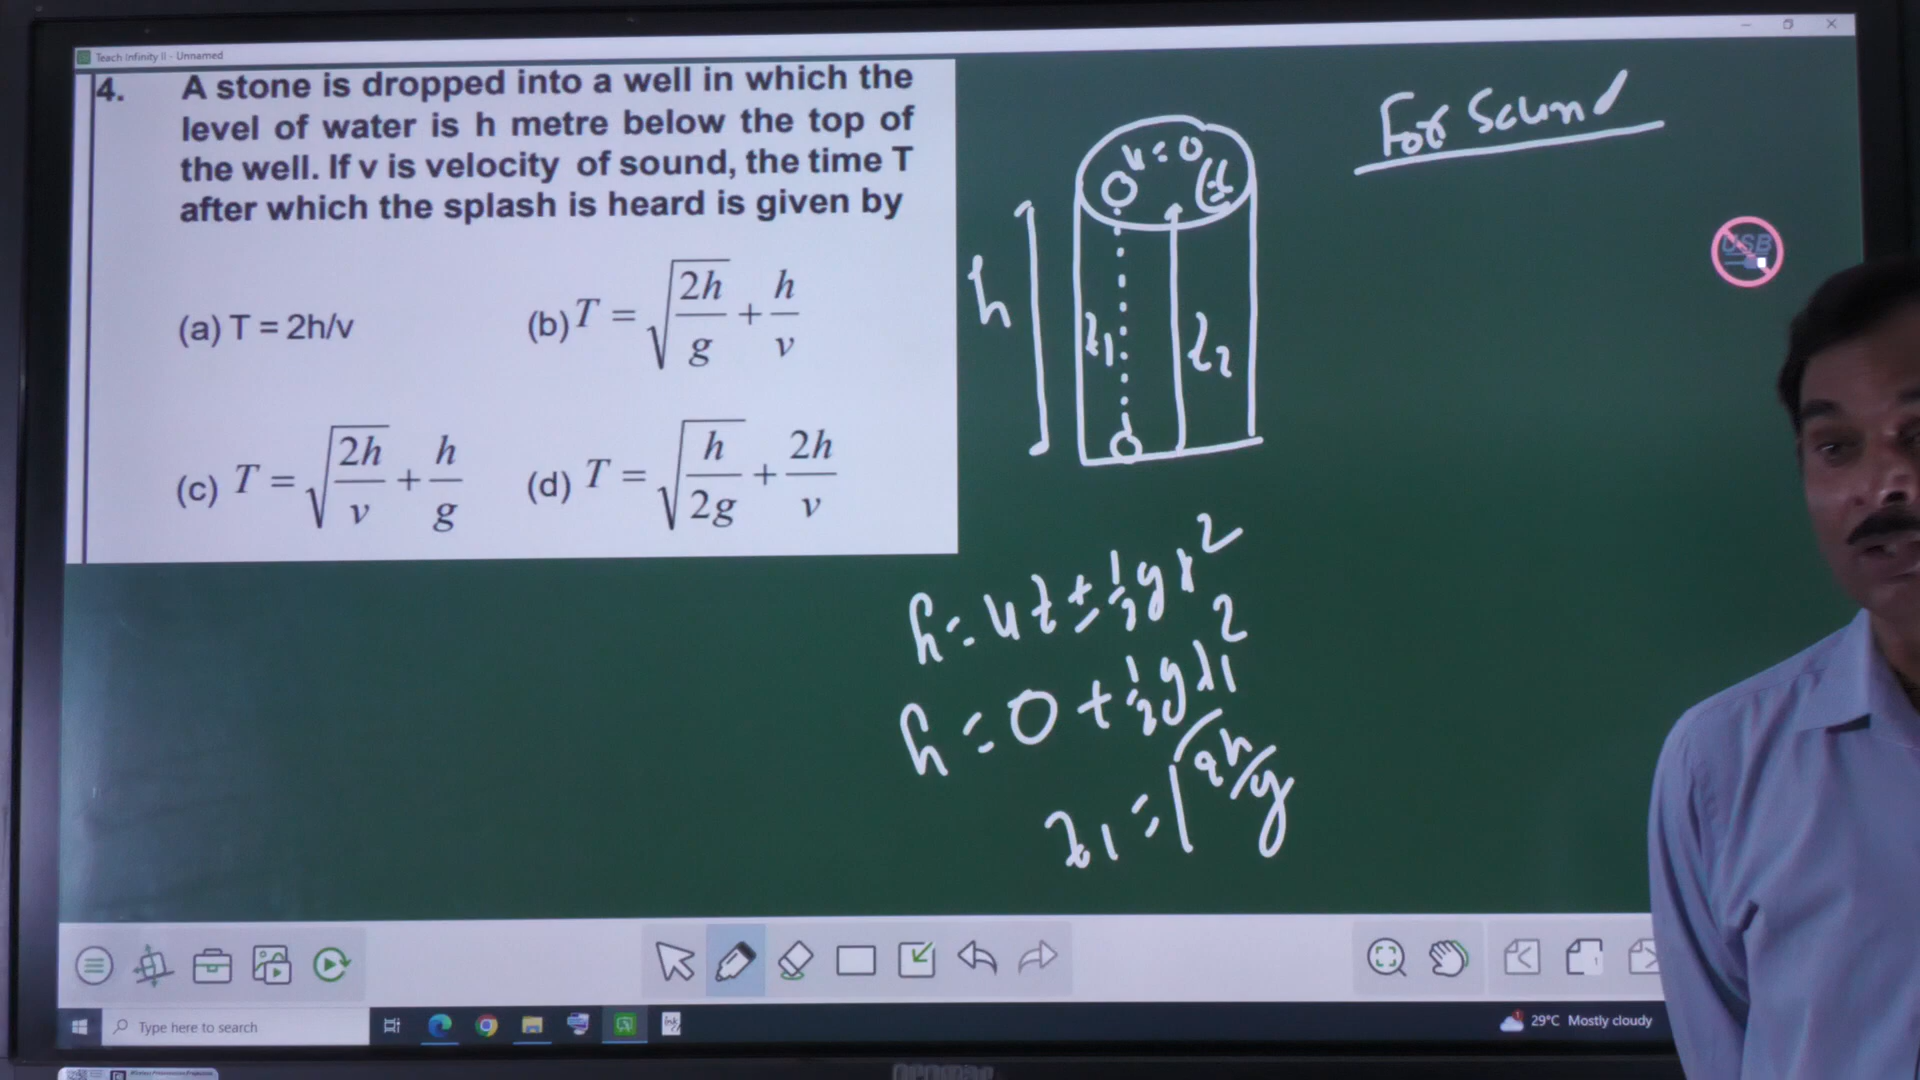 Teach Infinity II - Unnamed
4. A stone is dropped into a well in which the
level of water is h metre below the top of
the well. If v is velocity of sound, the time T
after which the splash is heard is given by
(a) T = 2h/v
(b) T = √(2h/g) + h/v
(c) T = √(2h/v) + h/g
(d) T = √(h/2g) + 2h/v
For Sound
u = 0
h
t1
t2
USB
h = ut ± ½gt²
h = 0 + ½gt1²
t1 = √2h/g
Type here to search
29°C Mostly cloudy